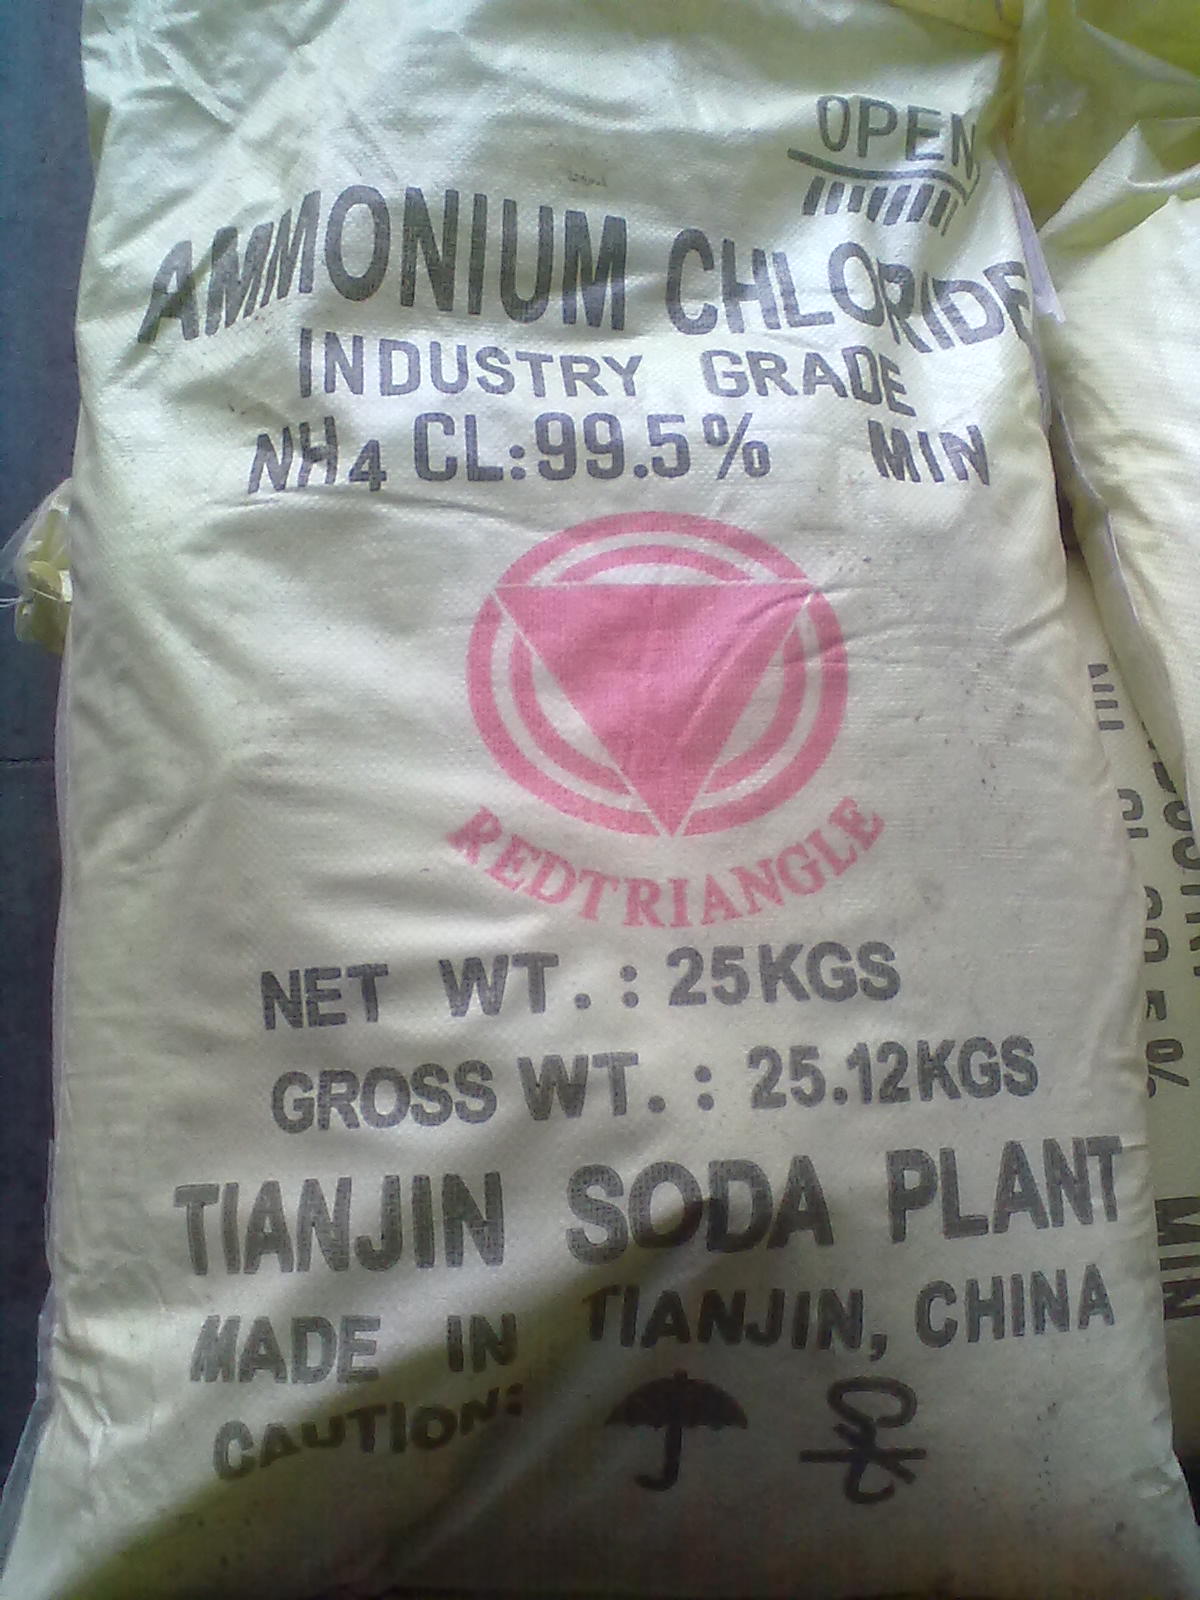 OPEN
AMMONIUM CHLORIDE
INDUSTRY GRADE
NH4 CL:99.5% MIN
REDTRIANGLE
NET WT. : 25KGS
GROSS WT. : 25.12KGS
TIANJIN SODA PLANT
MADE IN TIANJIN, CHINA
CAUTION:
MIN